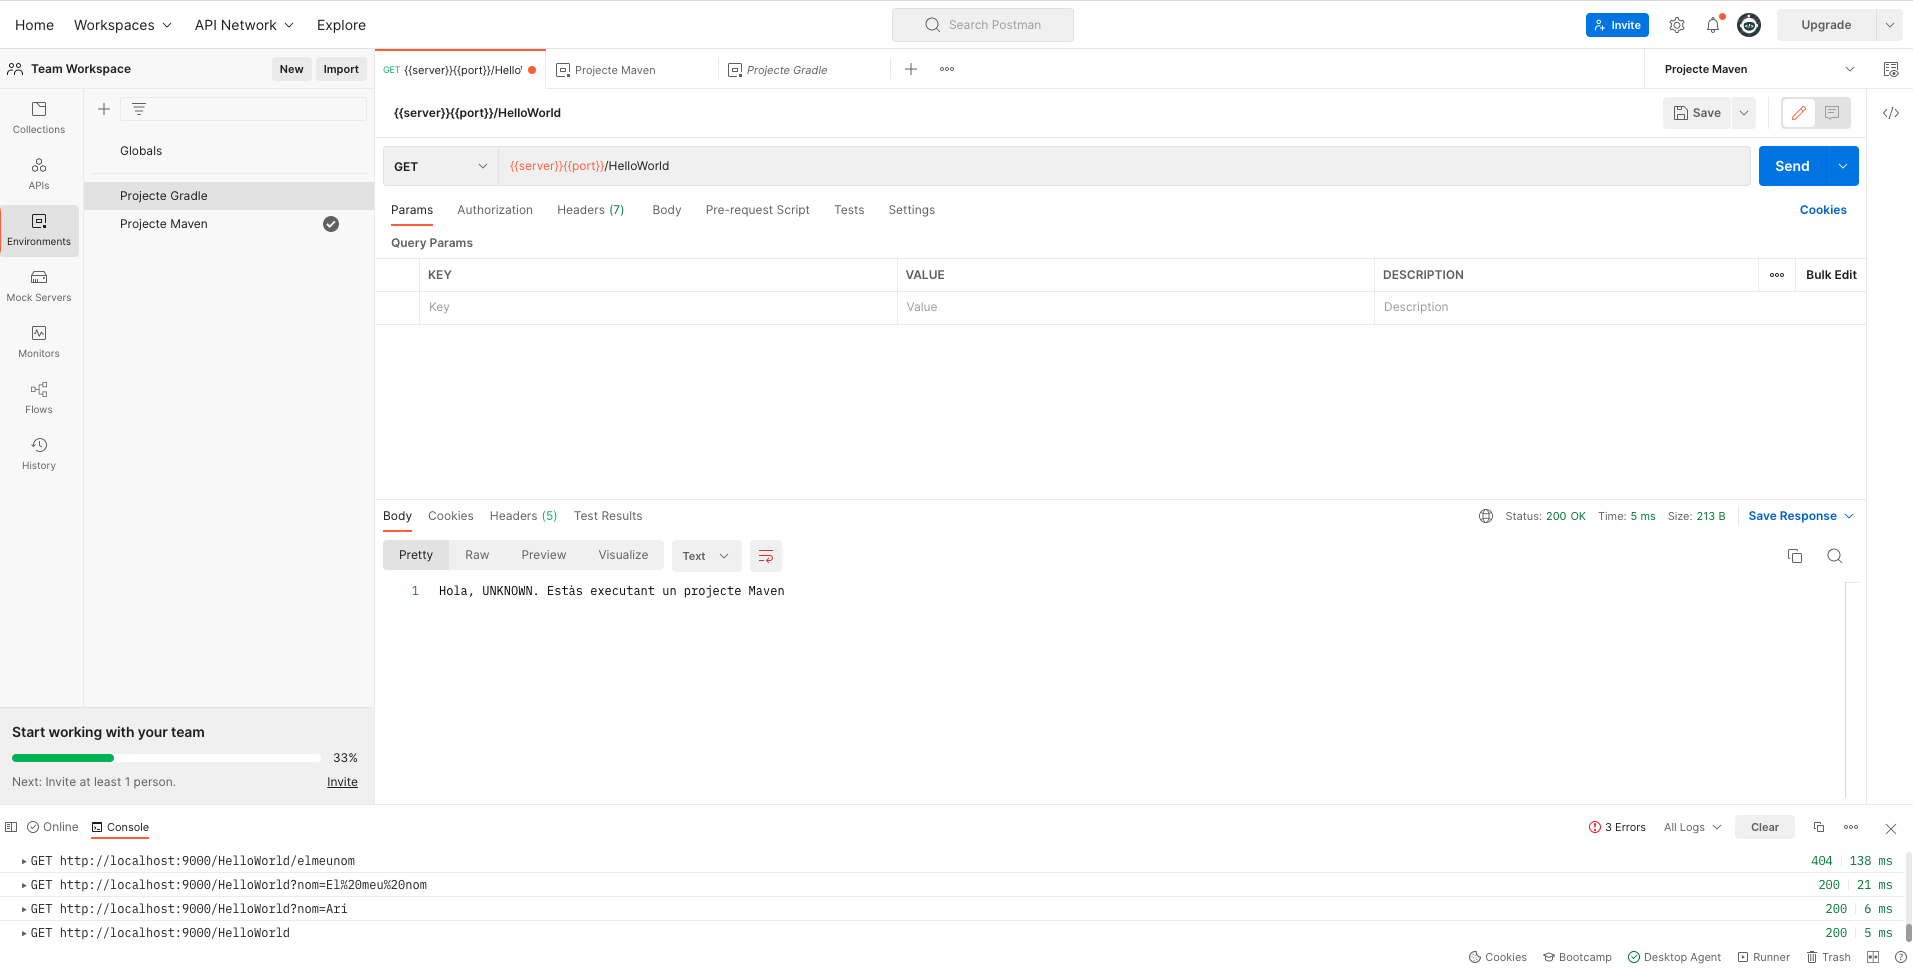 Home Workspaces API Network Explore Search Postman Invite Upgrade
Team Workspace New Import
GET {{server}}{{port}}/Hello' Projecte Maven Projecte Gradle Projecte Maven
Collections
APIs
Environments
Mock Servers
Monitors
Flows
History
Globals
Projecte Gradle
Projecte Maven
{{server}}{{port}}/HelloWorld Save
GET {{server}}{{port}}/HelloWorld Send
Params Authorization Headers (7) Body Pre-request Script Tests Settings Cookies
Query Params
KEY VALUE DESCRIPTION Bulk Edit
Key Value Description
Body Cookies Headers (5) Test Results Status: 200 OK Time: 5 ms Size: 213 B Save Response
Pretty Raw Preview Visualize Text
1 Hola, UNKNOWN. Estàs executant un projecte Maven
Start working with your team
33%
Next: Invite at least 1 person. Invite
Online Console 3 Errors All Logs Clear
GET http://localhost:9000/HelloWorld/elmeunom 404 138 ms
GET http://localhost:9000/HelloWorld?nom=El%20meu%20nom 200 21 ms
GET http://localhost:9000/HelloWorld?nom=Ari 200 6 ms
GET http://localhost:9000/HelloWorld 200 5 ms
Cookies Bootcamp Desktop Agent Runner Trash